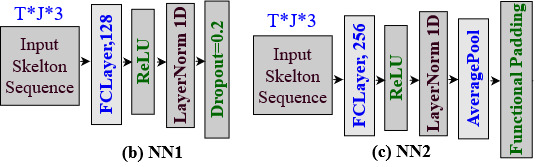 T*J*3
Input
Skelton
Sequence
FCLayer,128
ReLU
LayerNorm 1D
Dropout=0.2
(b) NN1
T*J*3
Input
Skelton
Sequence
FCLayer, 256
ReLU
LayerNorm 1D
AveragePool
Functional Padding
(c) NN2